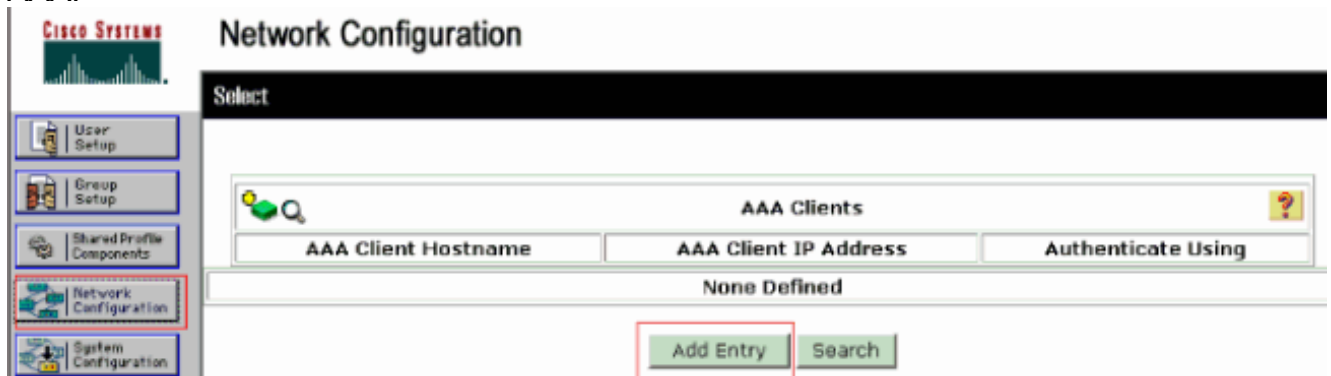 CISCO SYSTEMS
Network Configuration
Select
User
Setup
Group
Setup
Shared Profile
Components
Network
Configuration
System
Configuration
AAA Clients
?
AAA Client Hostname AAA Client IP Address Authenticate Using
None Defined
Add Entry Search